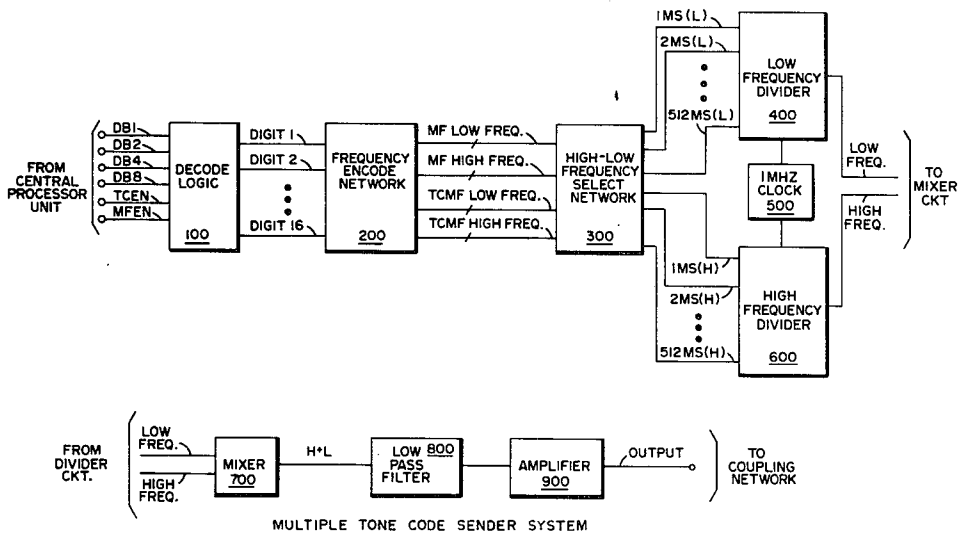 FROM
CENTRAL
PROCESSOR
UNIT
DB1
DB2
DB4
DB8
TCEN
MFEN
DECODE
LOGIC
100
DIGIT 1
DIGIT 2
DIGIT 16
FREQUENCY
ENCODE
NETWORK
200
MF LOW FREQ.
MF HIGH FREQ.
TCMF LOW FREQ.
TCMF HIGH FREQ.
HIGH-LOW
FREQUENCY
SELECT
NETWORK
300
1MS(L)
2MS(L)
512MS(L)
1MS(H)
2MS(H)
512MS(H)
LOW
FREQUENCY
DIVIDER
400
1MHZ
CLOCK
500
HIGH
FREQUENCY
DIVIDER
600
LOW
FREQ.
HIGH
FREQ.
TO
MIXER
CKT
FROM
DIVIDER
CKT.
LOW
FREQ.
HIGH
FREQ.
MIXER
700
H+L
LOW 800
PASS
FILTER
AMPLIFIER
900
OUTPUT
TO
COUPLING
NETWORK
MULTIPLE TONE CODE SENDER SYSTEM